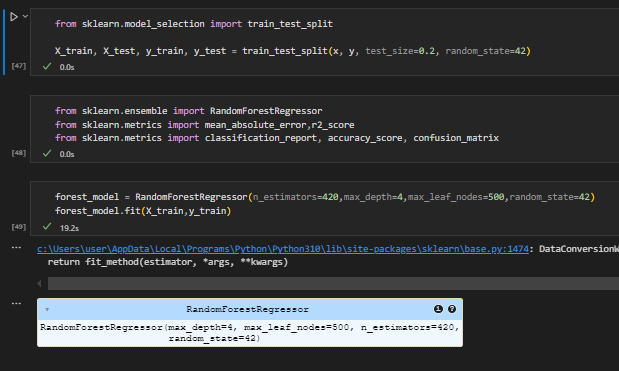 from sklearn.model_selection import train_test_split
X_train, X_test, y_train, y_test = train_test_split(x, y, test_size=0.2, random_state=42)
[47]
0.0s
from sklearn.ensemble import RandomForestRegressor
from sklearn.metrics import mean_absolute_error,r2_score
from sklearn.metrics import classification_report, accuracy_score, confusion_matrix
[48]
0.0s
forest_model = RandomForestRegressor(n_estimators=420,max_depth=4,max_leaf_nodes=500,random_state=42)
forest_model.fit(X_train,y_train)
[49]
19.2s
... c:\Users\user\AppData\Local\Programs\Python\Python310\lib\site-packages\sklearn\base.py:1474: DataConversionW
return fit_method(estimator, *args, **kwargs)
...
RandomForestRegressor i ?
RandomForestRegressor(max_depth=4, max_leaf_nodes=500, n_estimators=420,
random_state=42)